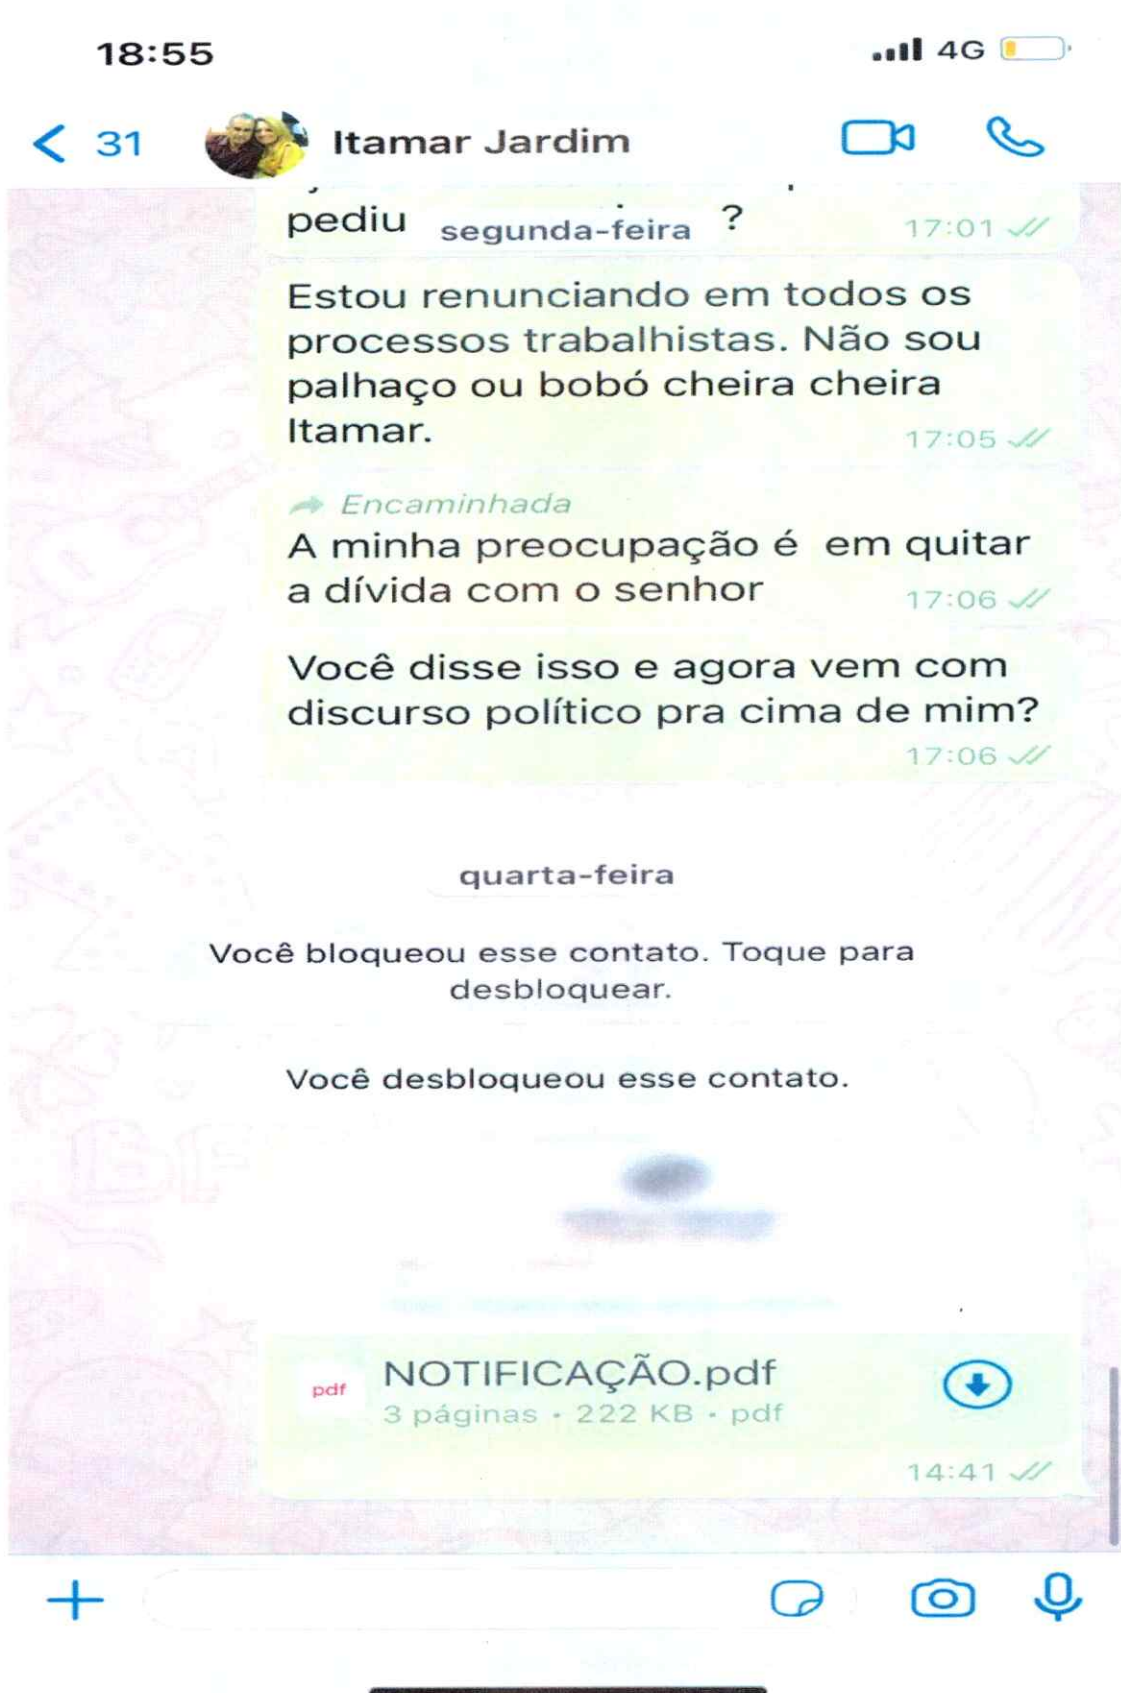 18:55
4G
31
Itamar Jardim
pediu
segunda-feira
?
17:01
Estou renunciando em todos os
processos trabalhistas. Não sou
palhaço ou bobó cheira cheira
Itamar.
17:05
Encaminhada
A minha preocupação é  em quitar
a dívida com o senhor
17:06
Você disse isso e agora vem com
discurso político pra cima de mim?
17:06
quarta-feira
Você bloqueou esse contato. Toque para
desbloquear.
Você desbloqueou esse contato.
pdf
NOTIFICAÇÃO.pdf
3 páginas · 222 KB · pdf
14:41